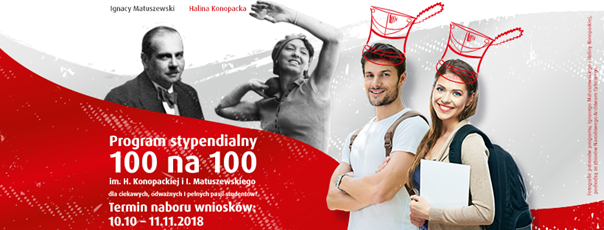 Ignacy Matuszewski Halina Konopacka
Program stypendialny
100 na 100
im. H. Konopackiej i I. Matuszewskiego
dla ciekawych, odważnych i pełnych pasji studentów!
Termin naboru wniosków:
10.10 – 11.11.2018